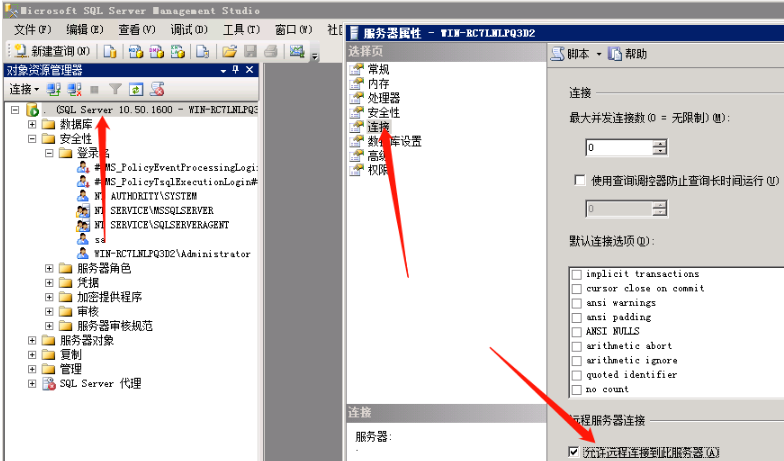 Microsoft SQL Server Management Studio
文件(F) 编辑(E) 查看(V) 调试(D) 工具(T) 窗口(W)
新建查询(N)
对象资源管理器
连接
. (SQL Server 10.50.1600 - WIN-RC7LNLPQ3
数据库
安全性
登录名
MS_PolicyEventProcessingLogi
MS_PolicyTsqlExecutionLogin#
NT AUTHORITY\SYSTEM
NT SERVICE\MSSQLSERVER
NT SERVICE\SQLSERVERAGENT
sa
WIN-RC7LNLPQ3D2\Administrator
服务器角色
凭据
加密提供程序
审核
服务器审核规范
服务器对象
复制
管理
SQL Server 代理
服务器属性 - WIN-RC7LNLPQ3D2
选择页
常规
内存
处理器
安全性
连接
数据库设置
高级
权限
连接
服务器:
脚本 帮助
连接
最大并发连接数(0 = 无限制)(M):
0
使用查询调控器防止查询长时间运行(U)
0
默认连接选项(D):
implicit transactions
cursor close on commit
ansi warnings
ansi padding
ANSI NULLS
arithmetic abort
arithmetic ignore
quoted identifier
no count
远程服务器连接
允许远程连接到此服务器(A)